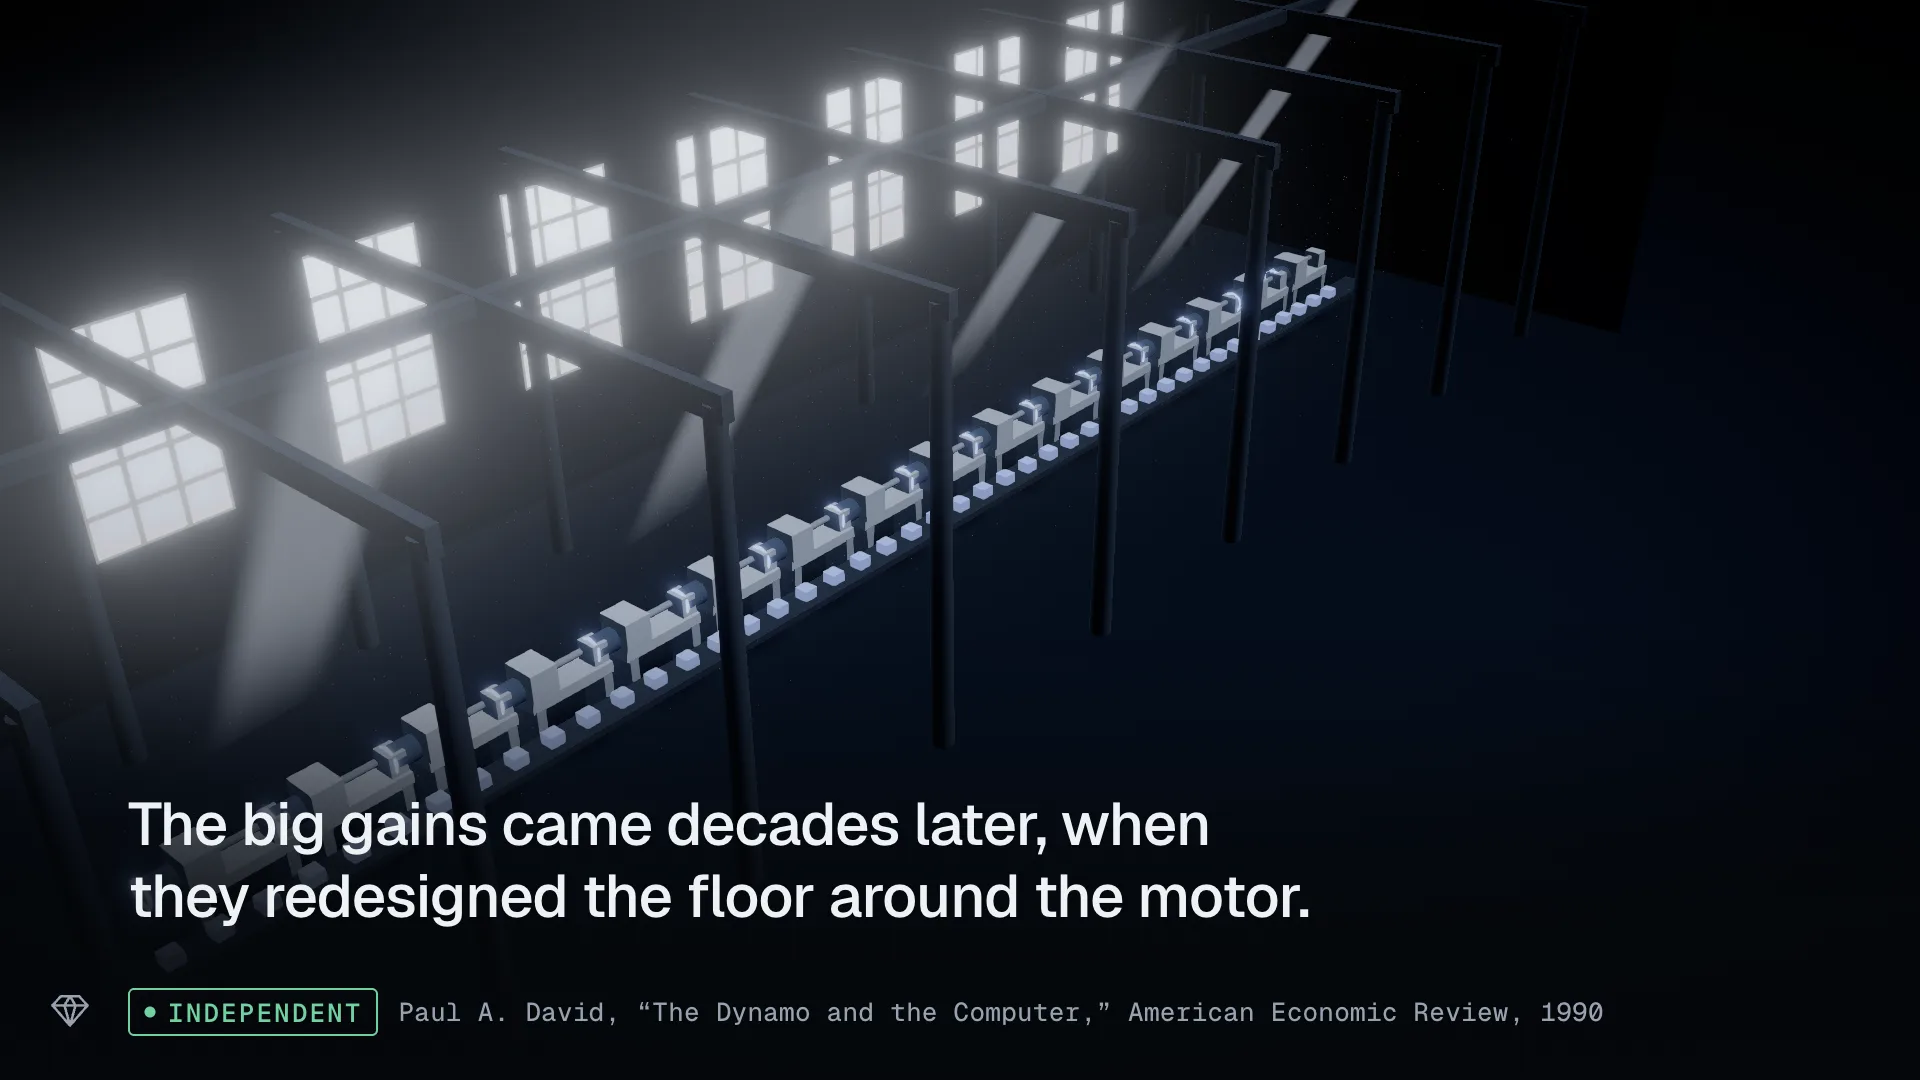 The big gains came decades later, when
they redesigned the floor around the motor.
INDEPENDENT Paul A. David, “The Dynamo and the Computer,” American Economic Review, 1990